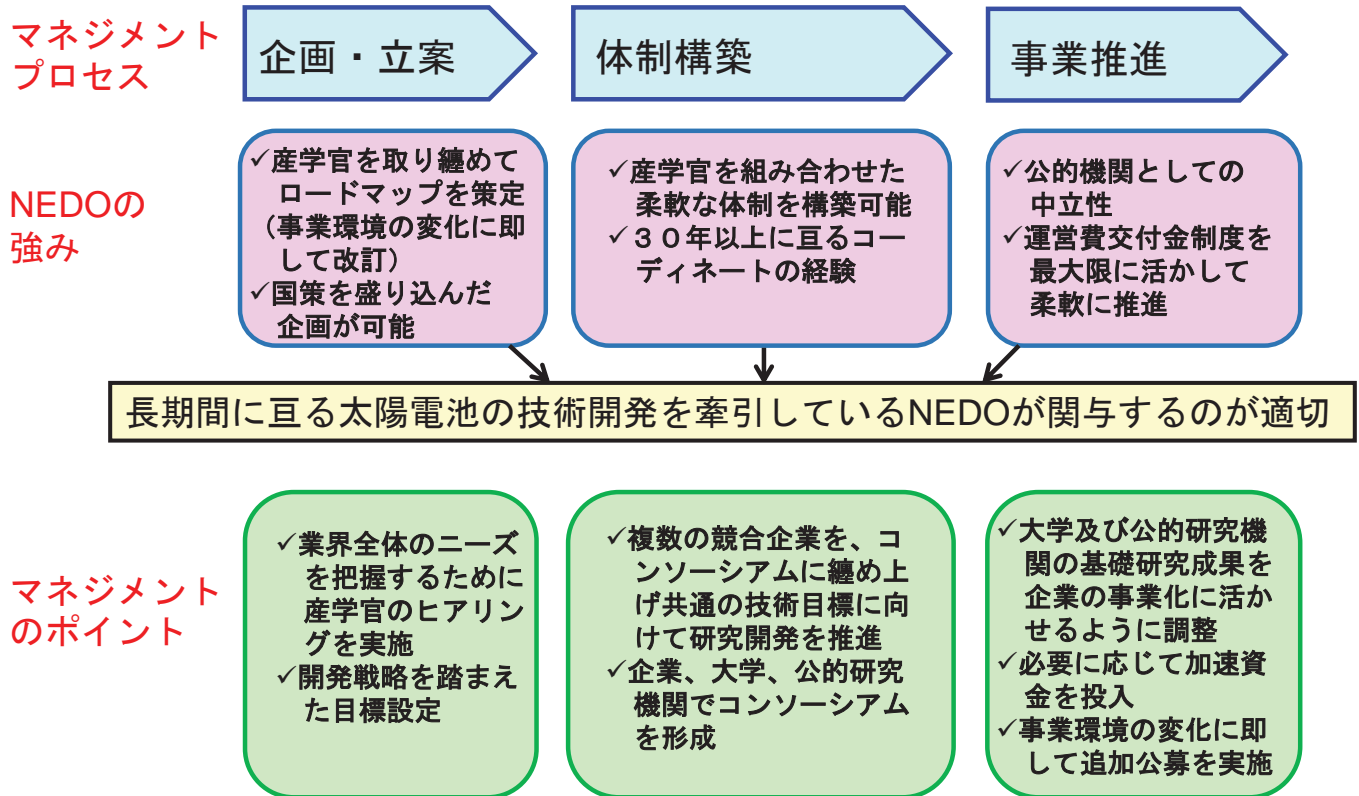 マネジメント
プロセス
企画・立案
体制構築
事業推進
NEDOの
強み
✓産学官を取り纏めて
ロードマップを策定
（事業環境の変化に即
して改訂）
✓国策を盛り込んだ
企画が可能
✓産学官を組み合わせた
柔軟な体制を構築可能
✓３０年以上に亘るコー
ディネートの経験
✓公的機関としての
中立性
✓運営費交付金制度を
最大限に活かして
柔軟に推進
長期間に亘る太陽電池の技術開発を牽引しているNEDOが関与するのが適切
マネジメント
のポイント
✓業界全体のニーズ
を把握するために
産学官のヒアリン
グを実施
✓開発戦略を踏まえ
た目標設定
✓複数の競合企業を、コ
ンソーシアムに纏め上
げ共通の技術目標に向
けて研究開発を推進
✓企業、大学、公的研究
機関でコンソーシアム
を形成
✓大学及び公的研究機
関の基礎研究成果を
企業の事業化に活か
せるように調整
✓必要に応じて加速資
金を投入
✓事業環境の変化に即
して追加公募を実施